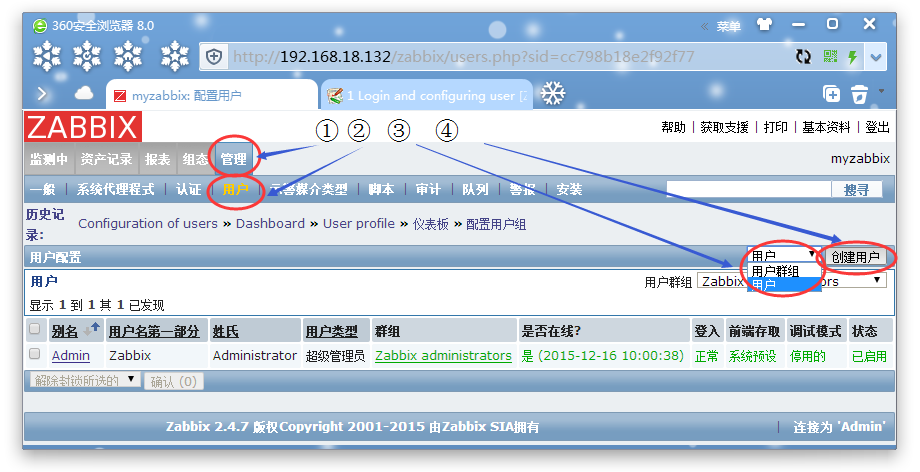 360安全浏览器 8.0
菜单
http://192.168.18.132/zabbix/users.php?sid=cc798b18e2f92f77
myzabbix: 配置用户
1 Login and configuring user [Z
ZABBIX
① ② ③ ④
帮助 | 获取支援 | 打印 | 基本资料 | 登出
监测中 资产记录 报表 组态 管理
myzabbix
一般 | 系统代理程式 | 认证 | 用户 | 示警媒介类型 | 脚本 | 审计 | 队列 | 警报 | 安装
搜寻
历史记录: Configuration of users » Dashboard » User profile » 仪表板 » 配置用户组
用户配置
用户
创建用户
用户群组
用户
用户
用户群组 Zabbix ors
显示 1 到 1 其 1 已发现
别名 用户名第一部分 姓氏 用户类型 群组 是否在线? 登入 前端存取 调试模式 状态
Admin Zabbix Administrator 超级管理员 Zabbix administrators 是 (2015-12-16 10:00:38) 正常 系统预设 停用的 已启用
解除封锁所选的 确认 (0)
Zabbix 2.4.7 版权Copyright 2001-2015 由Zabbix SIA拥有
| 连接为 'Admin'